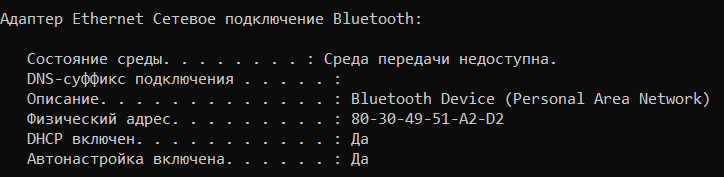 Адаптер Ethernet Сетевое подключение Bluetooth:
Состояние среды. . . . . . . . : Среда передачи недоступна.
DNS-суффикс подключения . . . . . :
Описание. . . . . . . . . . . . . : Bluetooth Device (Personal Area Network)
Физический адрес. . . . . . . . . : 80-30-49-51-A2-D2
DHCP включен. . . . . . . . . . . : Да
Автонастройка включена. . . . . . : Да